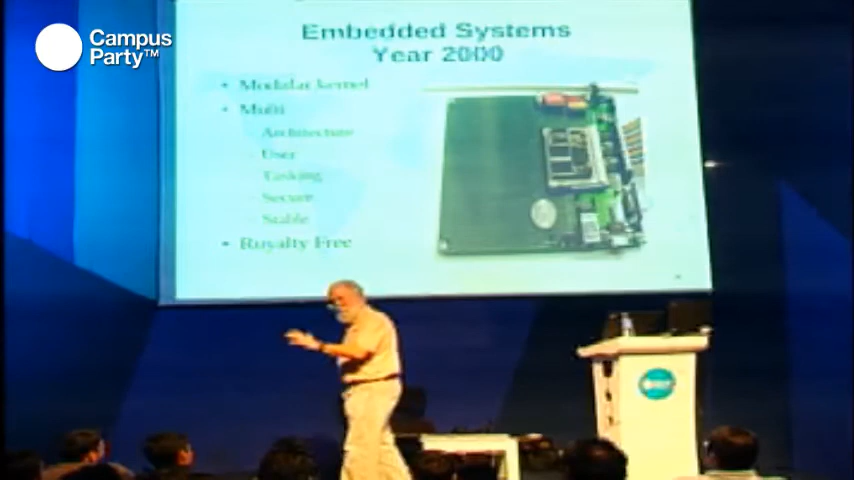 Campus
Party™
Embedded Systems
Year 2000
• Modular kernel
• Multi
– Architecture
– User
– Tasking
– Secure
– Stable
• Royalty Free